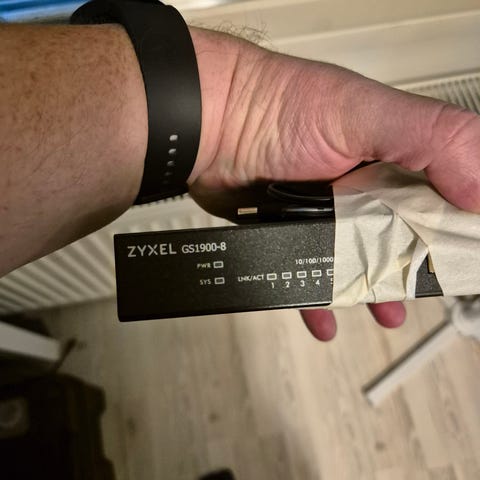 ZYXEL GS1900-8
10/100/1000
PWR
SYS
LNK/ACT
1 2 3 4